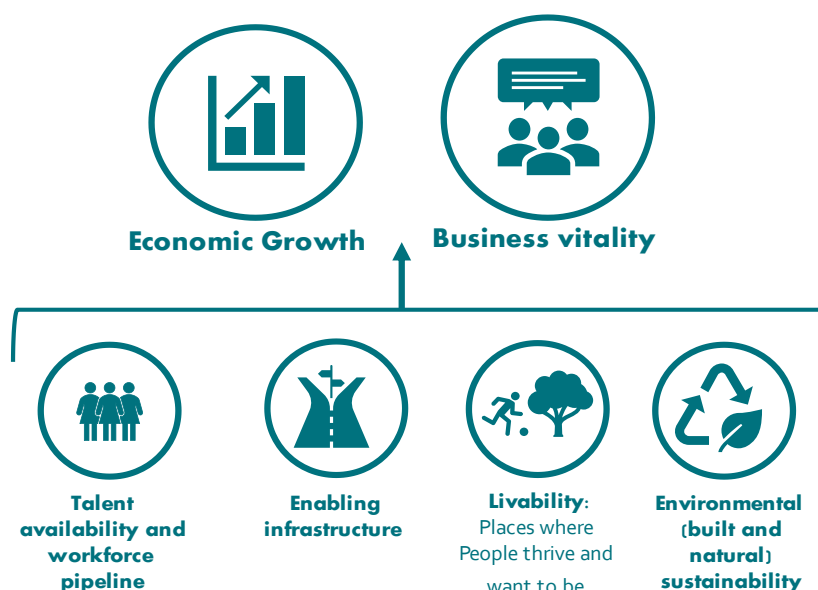 Economic Growth
Business vitality
Talent
availability and
workforce
pipeline
Enabling
infrastructure
Livability:
Places where
People thrive and
want to be
Environmental
(built and
natural)
sustainability